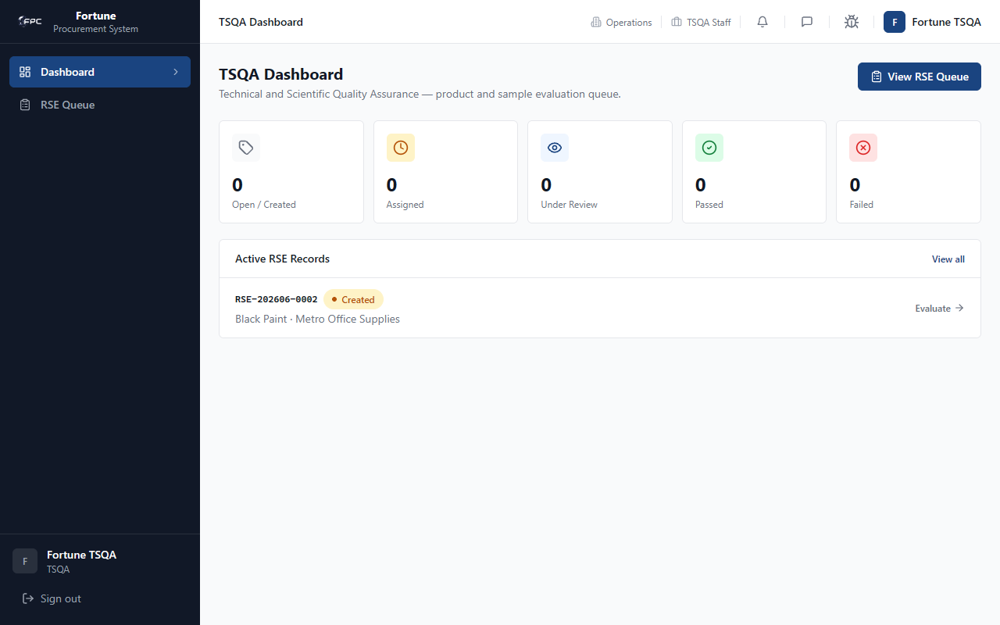 FPC
Fortune
Procurement System
Dashboard
RSE Queue
Fortune TSQA
TSQA
F
Sign out
TSQA Dashboard
Operations
TSQA Staff
F
Fortune TSQA
TSQA Dashboard
Technical and Scientific Quality Assurance — product and sample evaluation queue.
View RSE Queue
0
Open / Created
0
Assigned
0
Under Review
0
Passed
0
Failed
Active RSE Records
View all
RSE-202606-0002
Created
Black Paint · Metro Office Supplies
Evaluate